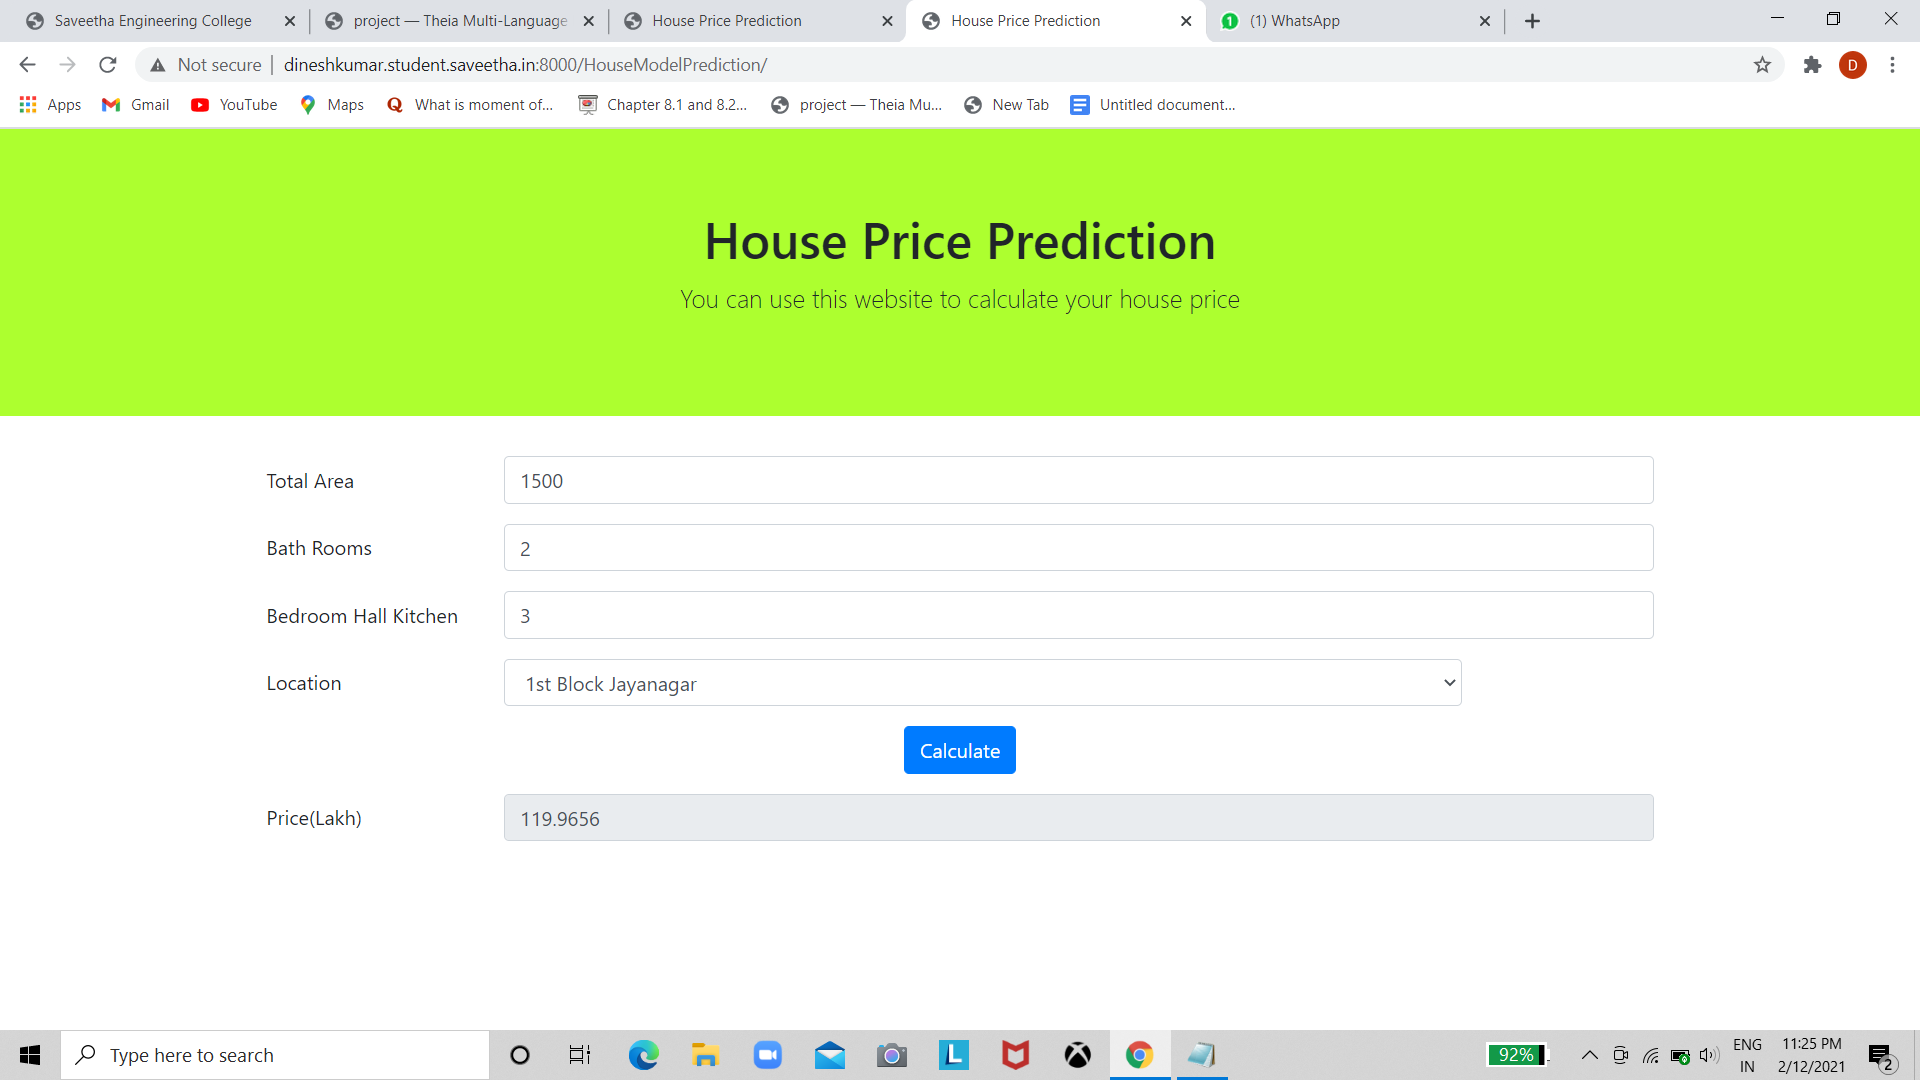 Saveetha Engineering College
project — Theia Multi-Language
House Price Prediction
House Price Prediction
(1) WhatsApp
Not secure
dineshkumar.student.saveetha.in:8000/HouseModelPrediction/
D
Apps
Gmail
YouTube
Maps
What is moment of...
Chapter 8.1 and 8.2...
project — Theia Mu...
New Tab
Untitled document...
House Price Prediction
You can use this website to calculate your house price
Total Area
1500
Bath Rooms
2
Bedroom Hall Kitchen
3
Location
1st Block Jayanagar
Calculate
Price(Lakh)
119.9656
Type here to search
L
92%
ENG
IN
11:25 PM
2/12/2021
2